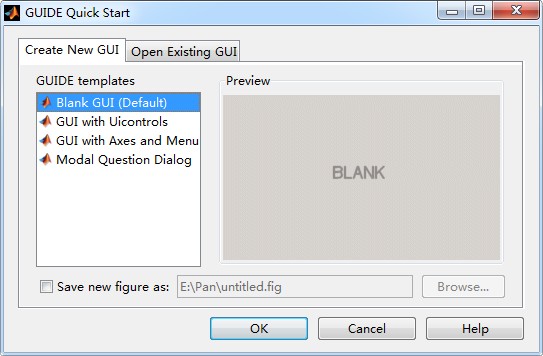 GUIDE Quick Start
Create New GUI
Open Existing GUI
GUIDE templates
Blank GUI (Default)
GUI with Uicontrols
GUI with Axes and Menu
Modal Question Dialog
Preview
BLANK
Save new figure as:
E:\Pan\untitled.fig
Browse...
OK
Cancel
Help